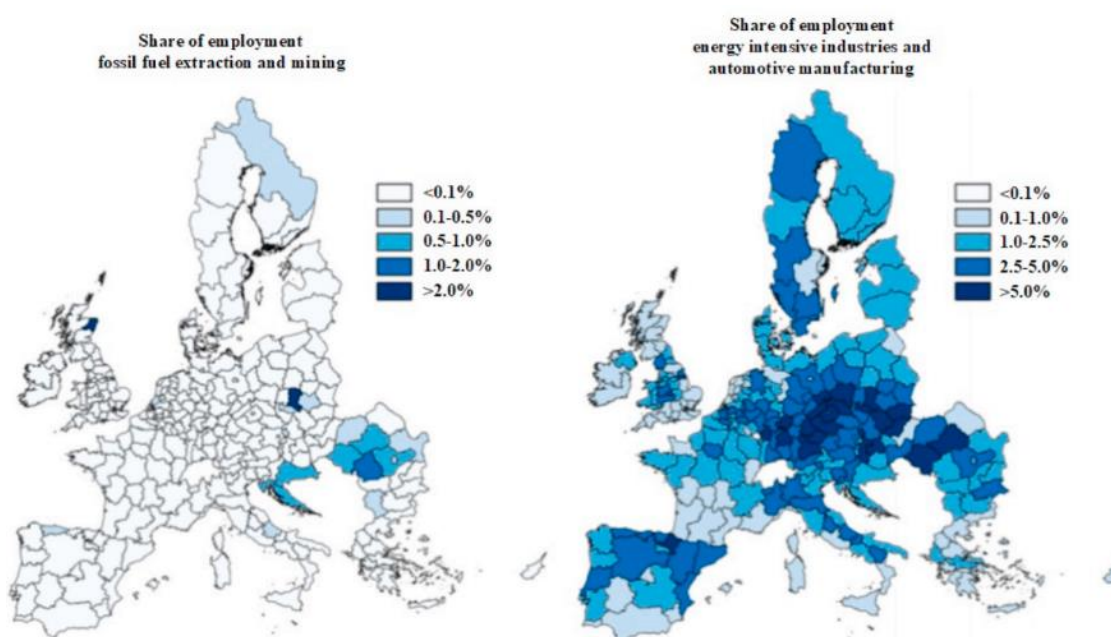 Share of employment
fossil fuel extraction and mining
<0.1%
0.1-0.5%
0.5-1.0%
1.0-2.0%
>2.0%
Share of employment
energy intensive industries and
automotive manufacturing
<0.1%
0.1-1.0%
1.0-2.5%
2.5-5.0%
>5.0%